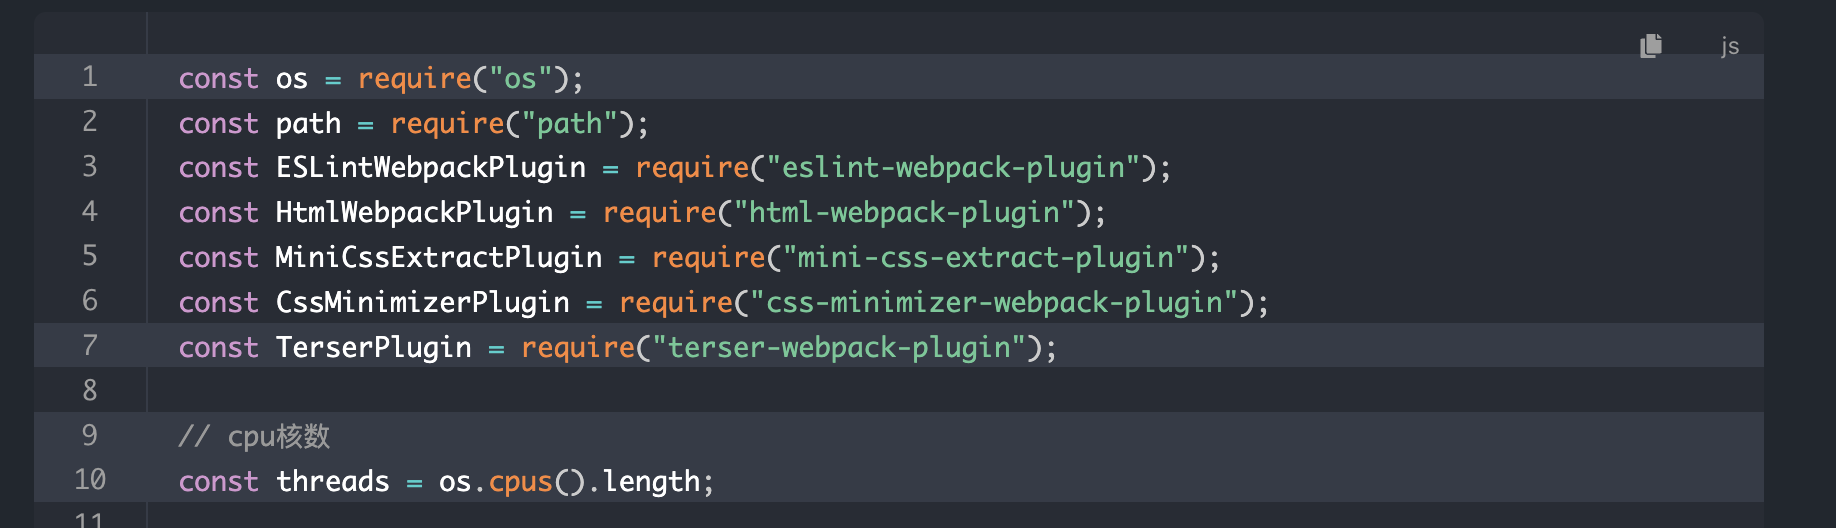 js
1 const os = require("os");
2 const path = require("path");
3 const ESLintWebpackPlugin = require("eslint-webpack-plugin");
4 const HtmlWebpackPlugin = require("html-webpack-plugin");
5 const MiniCssExtractPlugin = require("mini-css-extract-plugin");
6 const CssMinimizerPlugin = require("css-minimizer-webpack-plugin");
7 const TerserPlugin = require("terser-webpack-plugin");
8
9 // cpu核数
10 const threads = os.cpus().length;
11